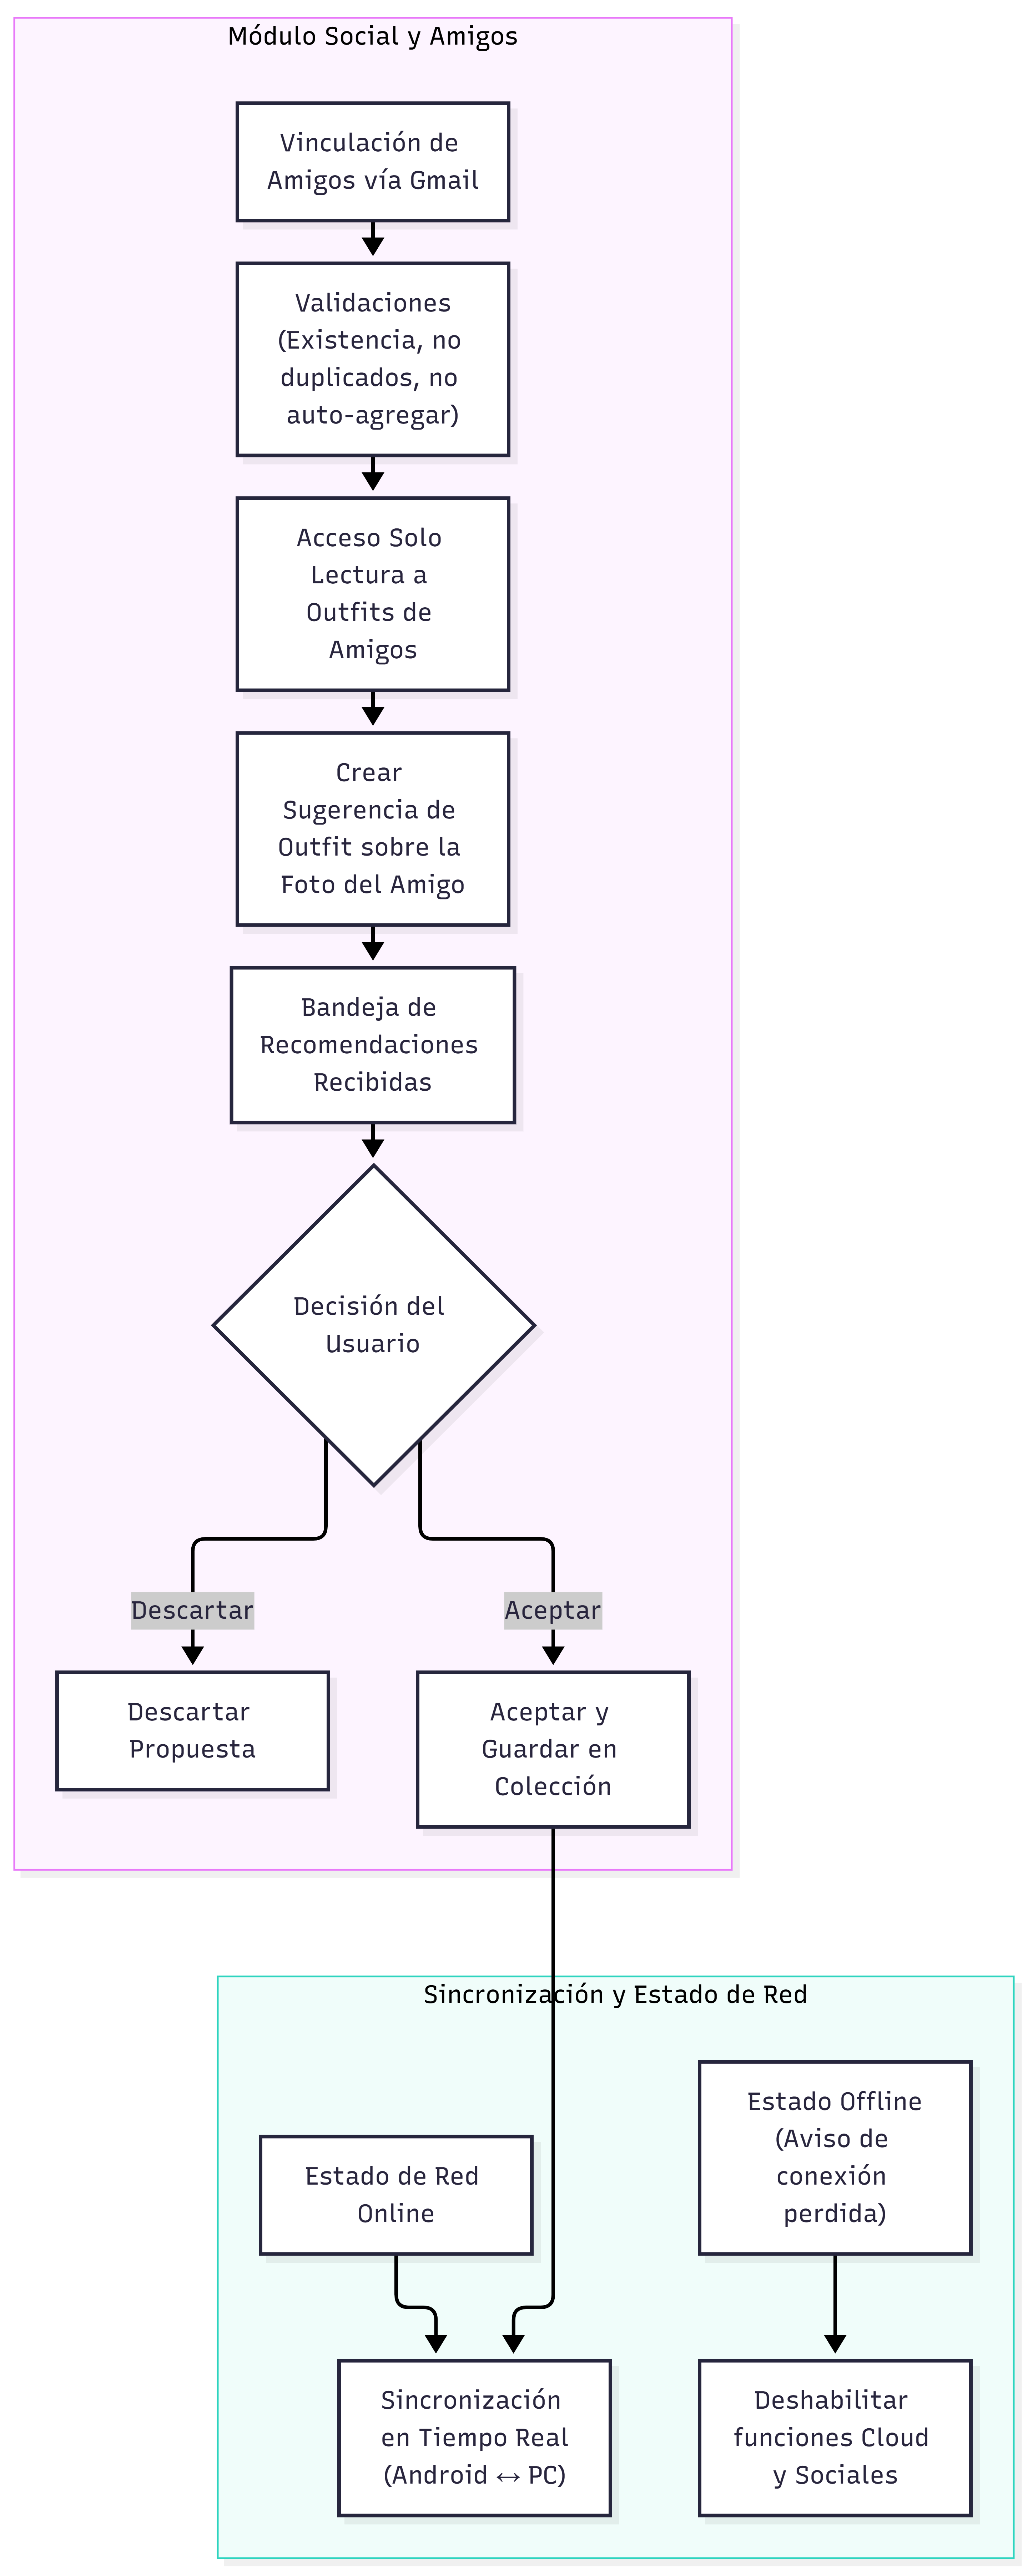 Módulo Social y Amigos
Vinculación de
Amigos vía Gmail
Validaciones
(Existencia, no
duplicados, no
auto-agregar)
Acceso Solo
Lectura a
Outfits de
Amigos
Crear
Sugerencia de
Outfit sobre la
Foto del Amigo
Bandeja de
Recomendaciones
Recibidas
Decisión del
Usuario
Descartar
Aceptar
Descartar
Propuesta
Aceptar y
Guardar en
Colección
Sincronización y Estado de Red
Estado de Red
Online
Estado Offline
(Aviso de
conexión
perdida)
Sincronización
en Tiempo Real
(Android ↔ PC)
Deshabilitar
funciones Cloud
y Sociales